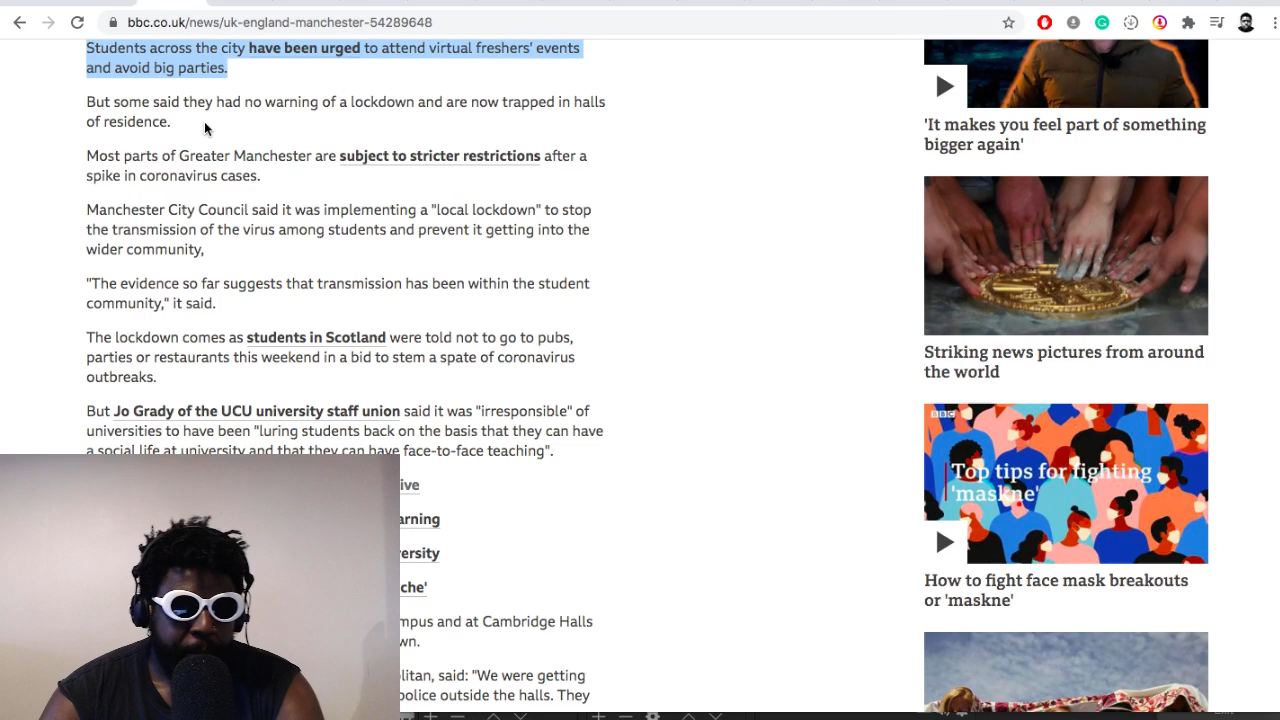 bbc.co.uk/news/uk-england-manchester-54289648
Students across the city have been urged to attend virtual freshers' events
and avoid big parties.
But some said they had no warning of a lockdown and are now trapped in halls
of residence.
Most parts of Greater Manchester are subject to stricter restrictions after a
spike in coronavirus cases.
Manchester City Council said it was implementing a "local lockdown" to stop
the transmission of the virus among students and prevent it getting into the
wider community,
"The evidence so far suggests that transmission has been within the student
community," it said.
The lockdown comes as students in Scotland were told not to go to pubs,
parties or restaurants this weekend in a bid to stem a spate of coronavirus
outbreaks.
But Jo Grady of the UCU university staff union said it was "irresponsible" of
universities to have been "luring students back on the basis that they can have
a social life at university and that they can have face-to-face teaching".
ive
arning
ersity
che'
mpus and at Cambridge Halls
wn.
litan, said: "We were getting
police outside the halls. They
'It makes you feel part of something
bigger again'
Striking news pictures from around
the world
BBC
Top tips for fighting
'maskne'
How to fight face mask breakouts
or 'maskne'